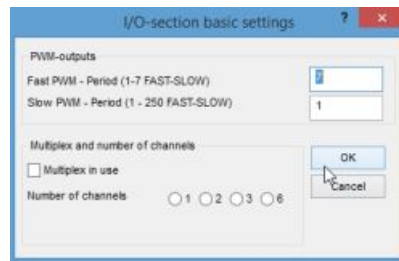 I/O-section basic settings ?
PWM-outputs
Fast PWM - Period (1-7 FAST-SLOW) 7
Slow PWM - Period (1 - 250 FAST-SLOW) 1
Multiplex and number of channels
Multiplex in use
Number of channels 1 2 3 6
OK
Cancel